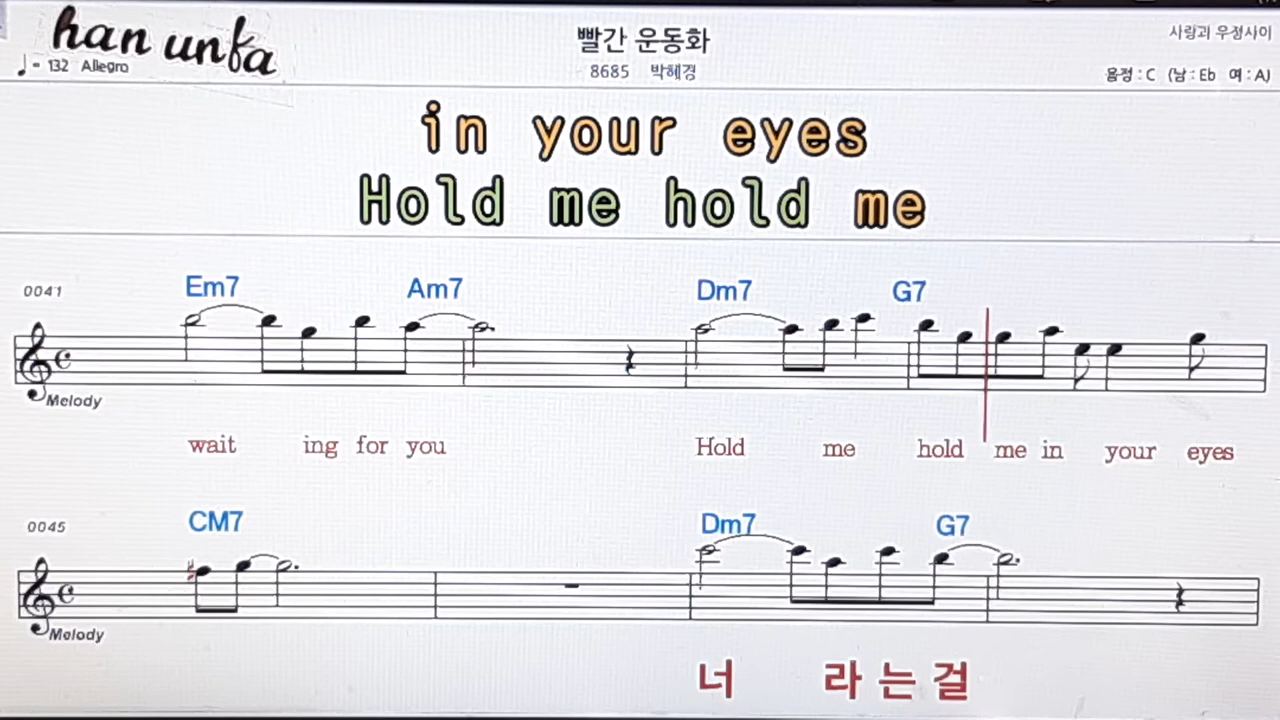 han unfa
♩= 132 Allegro
빨간 운동화
8685 박혜경
사랑과 우정사이
음정 : C (남 : Eb 여 : A)
in your eyes
Hold me hold me
0041 Em7 Am7 Dm7 G7
Melody
wait ing for you Hold me hold me in your eyes
0045 CM7 Dm7 G7
Melody
너 라 는 걸